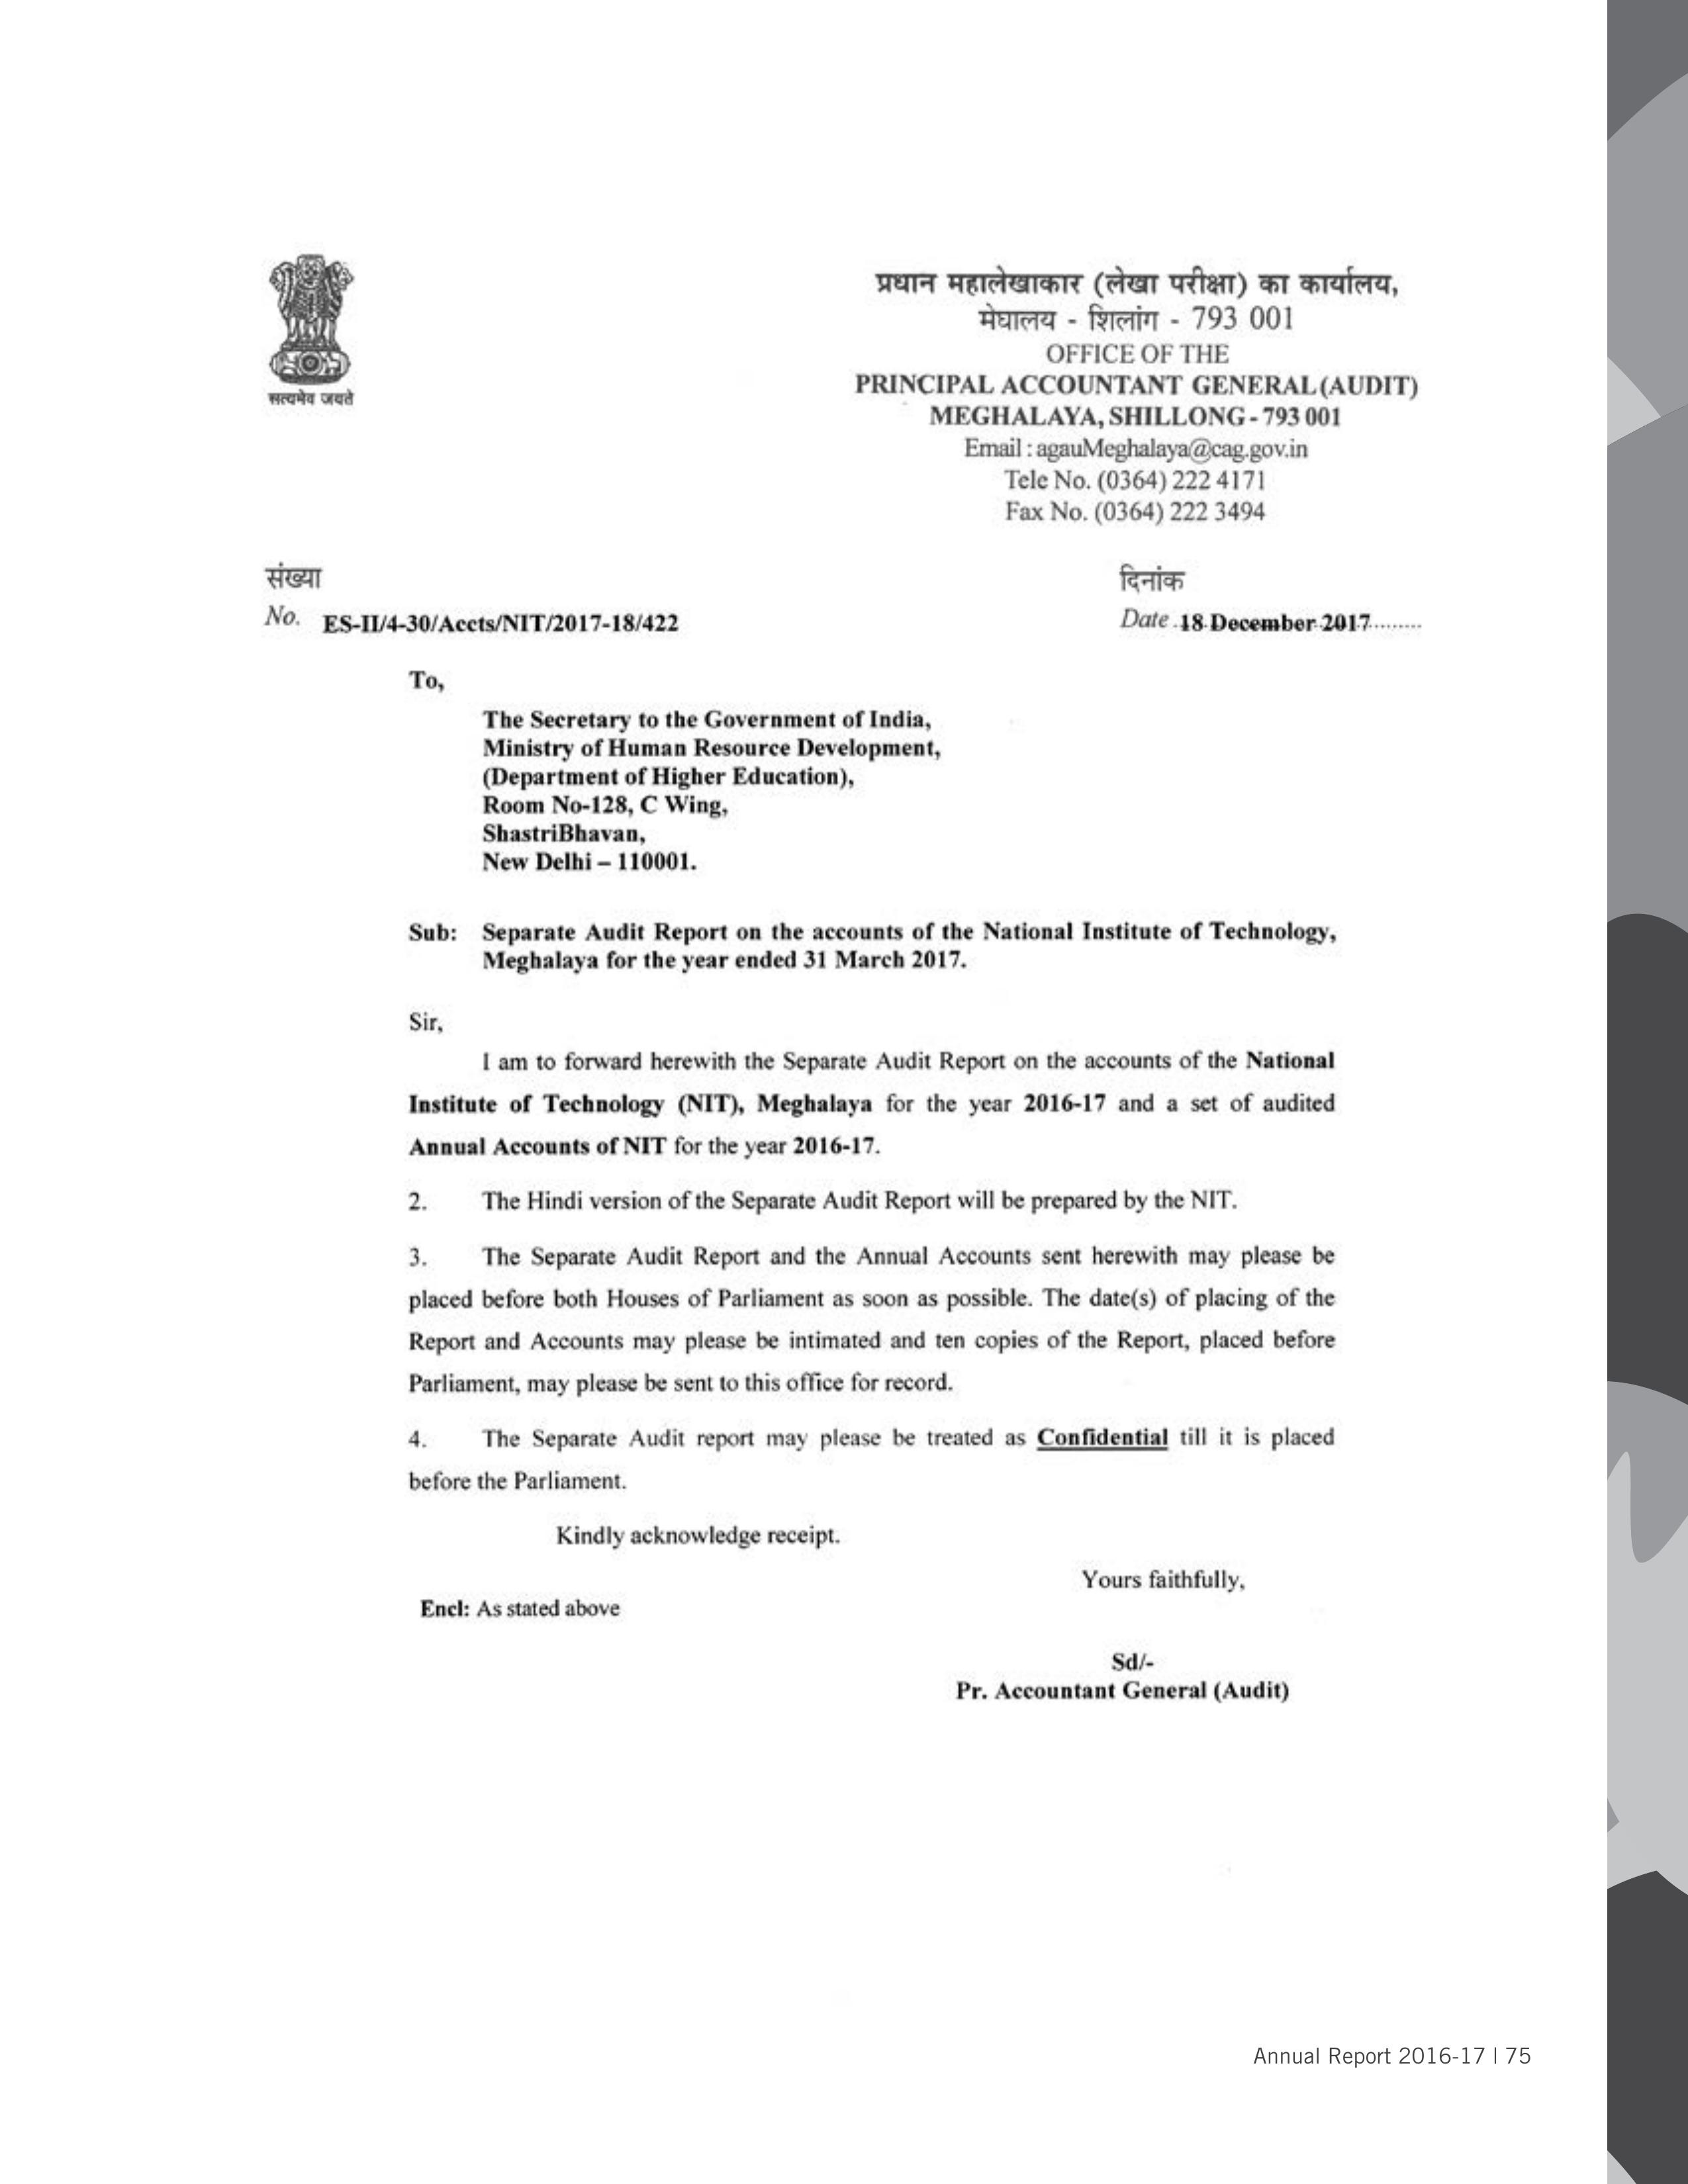 सत्यमेव जयते
प्रधान महालेखाकार (लेखा परीक्षा) का कार्यालय,
मेघालय - शिलांग - 793 001
OFFICE OF THE
PRINCIPAL ACCOUNTANT GENERAL (AUDIT)
MEGHALAYA, SHILLONG - 793 001
Email : agauMeghalaya@cag.gov.in
Tele No. (0364) 222 4171
Fax No. (0364) 222 3494
संख्या
No. ES-II/4-30/Accts/NIT/2017-18/422
दिनांक
Date 18 December 2017
To,
The Secretary to the Government of India,
Ministry of Human Resource Development,
(Department of Higher Education),
Room No-128, C Wing,
ShastriBhavan,
New Delhi – 110001.
Sub: Separate Audit Report on the accounts of the National Institute of Technology,
Meghalaya for the year ended 31 March 2017.
Sir,
I am to forward herewith the Separate Audit Report on the accounts of the National
Institute of Technology (NIT), Meghalaya for the year 2016-17 and a set of audited
Annual Accounts of NIT for the year 2016-17.
2. The Hindi version of the Separate Audit Report will be prepared by the NIT.
3. The Separate Audit Report and the Annual Accounts sent herewith may please be
placed before both Houses of Parliament as soon as possible. The date(s) of placing of the
Report and Accounts may please be intimated and ten copies of the Report, placed before
Parliament, may please be sent to this office for record.
4. The Separate Audit report may please be treated as Confidential till it is placed
before the Parliament.
Kindly acknowledge receipt.
Yours faithfully,
Encl: As stated above
Sd/-
Pr. Accountant General (Audit)
Annual Report 2016-17 | 75